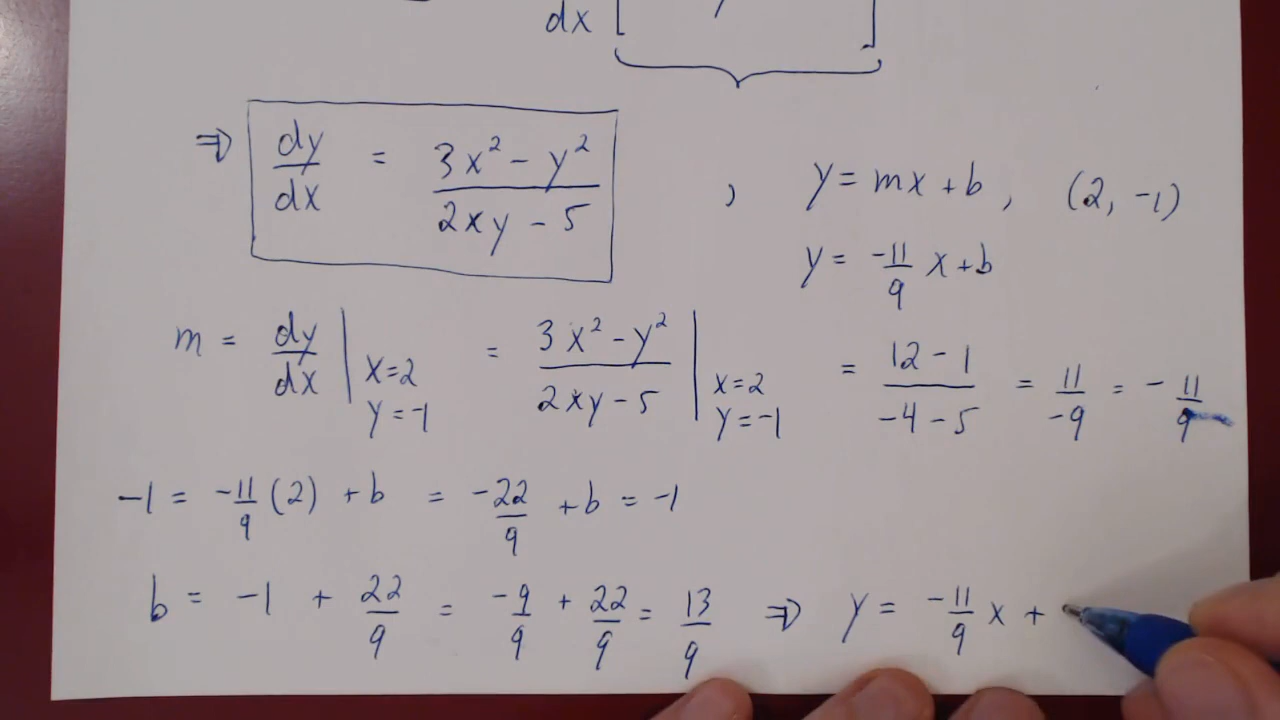 dx [ ]
⇒ dy/dx = (3x² - y²)/(2xy - 5) , y = mx + b , (2, -1)
y = -11/9 x + b
m = dy/dx | x=2 y=-1 = (3x² - y²)/(2xy - 5) | x=2 y=-1 = (12 - 1)/(-4 - 5) = 11/-9 = - 11/9
-1 = -11/9 (2) + b = -22/9 + b = -1
b = -1 + 22/9 = -9/9 + 22/9 = 13/9 ⇒ y = -11/9 x +